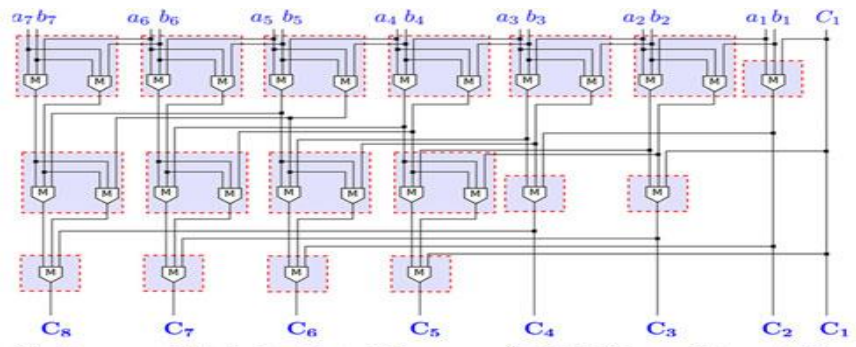 a₇ b₇ a₆ b₆ a₅ b₅ a₄ b₄ a₃ b₃ a₂ b₂ a₁ b₁ C₁
M M M M M M M M M M M M M
M M M M M M M M M M
M M M M
C₈ C₇ C₆ C₅ C₄ C₃ C₂ C₁